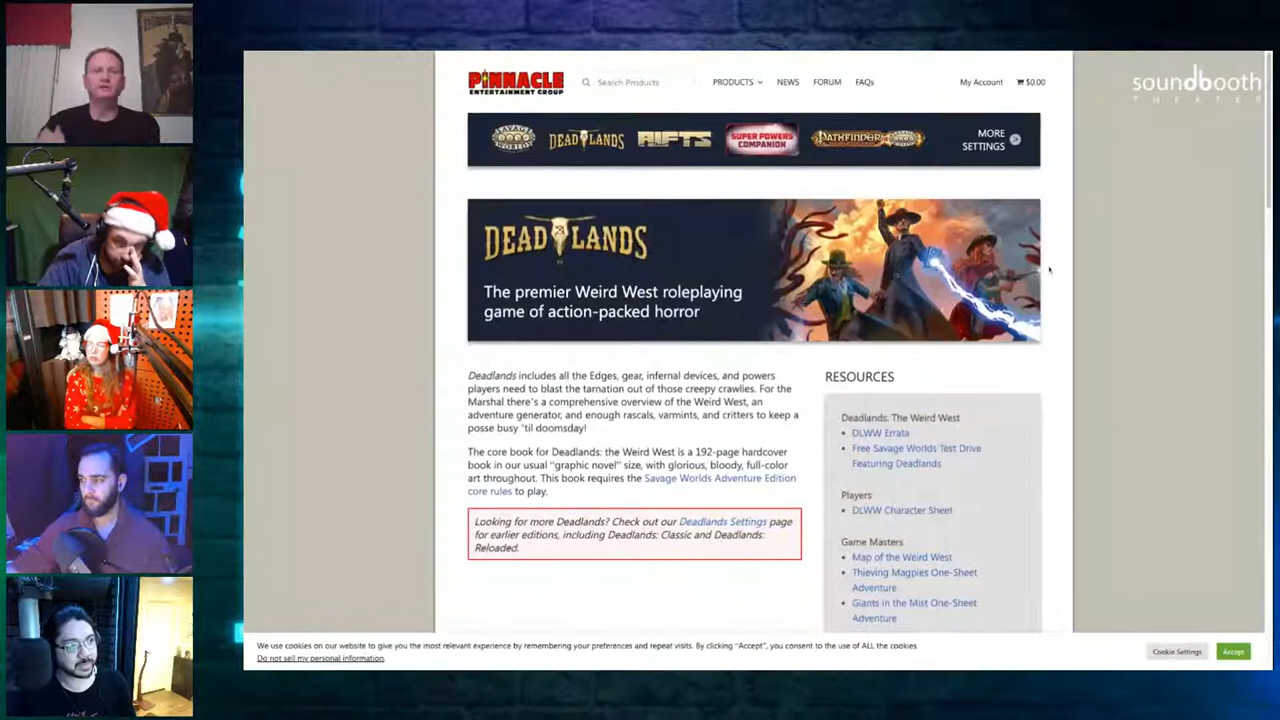 PINNACLE
ENTERTAINMENT GROUP
Search Products
PRODUCTS
NEWS
FORUM
FAQs
My Account
$0.00
soundbooth
THEATER
SAVAGE WORLDS
DEADLANDS
RIFTS
SUPER POWERS
COMPANION
PATHFINDER
MORE
SETTINGS
DEADLANDS
The premier Weird West roleplaying
game of action-packed horror
Deadlands includes all the Edges, gear, infernal devices, and powers
players need to blast the tarnation out of those creepy crawlies. For the
Marshal there's a comprehensive overview of the Weird West, an
adventure generator, and enough rascals, varmints, and critters to keep a
posse busy 'til doomsday!
The core book for Deadlands: the Weird West is a 192-page hardcover
book in our usual "graphic novel" size, with glorious, bloody, full-color
art throughout. This book requires the Savage Worlds Adventure Edition
core rules to play.
Looking for more Deadlands? Check out our Deadlands Settings page
for earlier editions, including Deadlands: Classic and Deadlands:
Reloaded.
RESOURCES
Deadlands: The Weird West
DLWW Errata
Free Savage Worlds Test Drive
Featuring Deadlands
Players
DLWW Character Sheet
Game Masters
Map of the Weird West
Thieving Magpies One-Sheet
Adventure
Giants in the Mist One-Sheet
Adventure
We use cookies on our website to give you the most relevant experience by remembering your preferences and repeat visits. By clicking "Accept", you consent to the use of ALL the cookies
Do not sell my personal information.
Cookie Settings
Accept